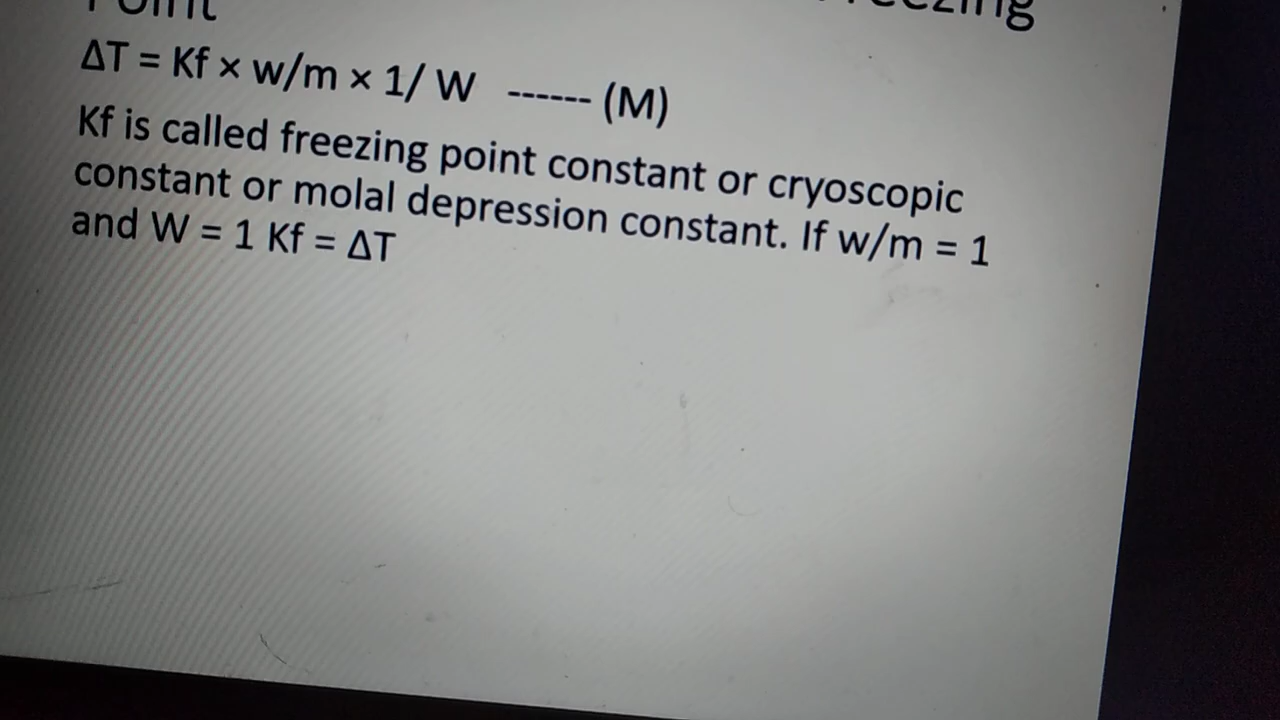 ΔT = Kf × w/m × 1/ W ------ (M)
Kf is called freezing point constant or cryoscopic
constant or molal depression constant. If w/m = 1
and W = 1 Kf = ΔT